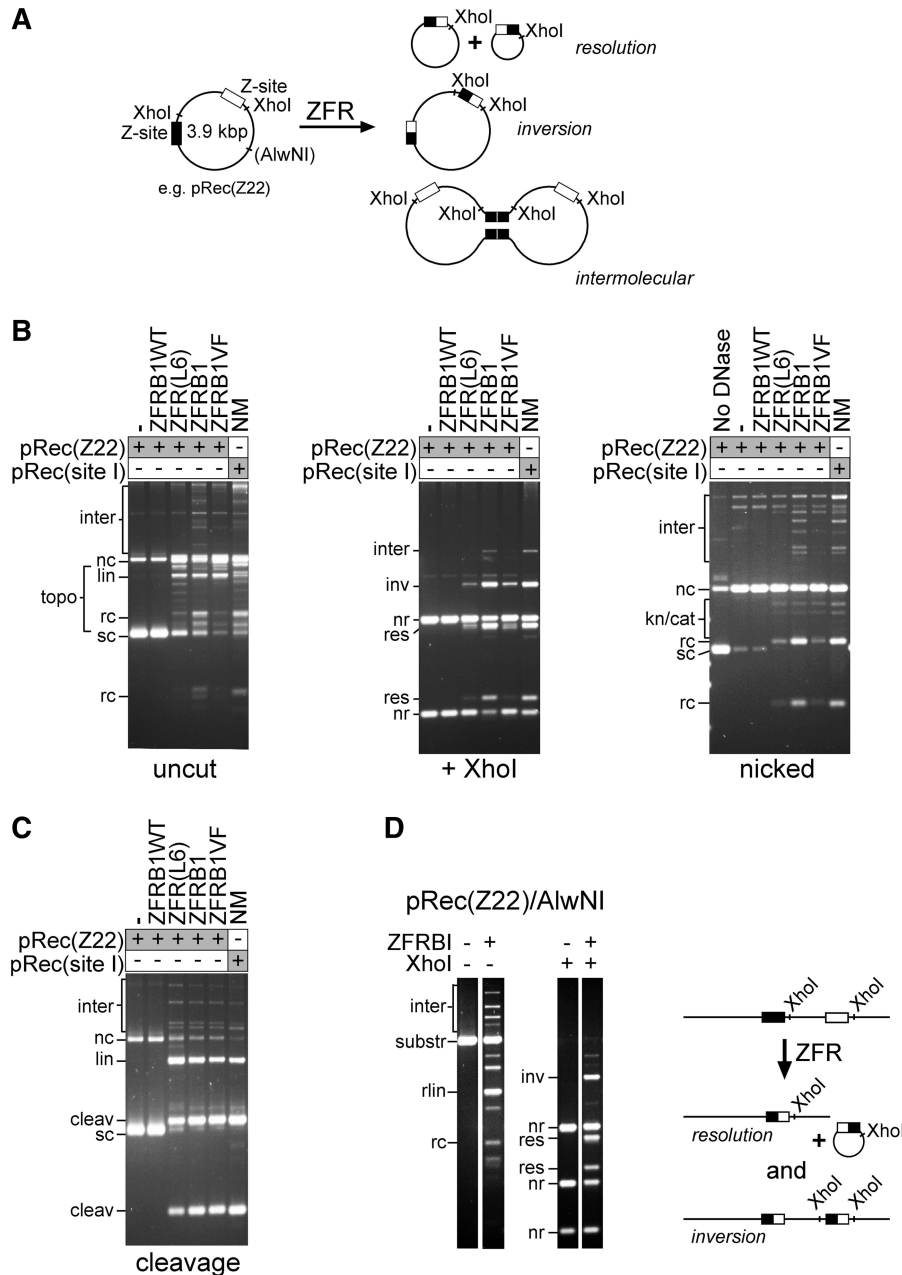 A
XhoI
XhoI
+
resolution
Z-site
XhoI
XhoI
Z-site
3.9 kbp
(AlwNI)
e.g. pRec(Z22)
ZFR
XhoI
XhoI
inversion
XhoI
XhoI
XhoI
XhoI
intermolecular
B
- ZFRB1WT ZFR(L6) ZFRB1 ZFRB1VF NM
pRec(Z22) + + + + + -
pRec(site I) - - - - - +
inter
nc
lin
topo
rc
sc
rc
uncut
- ZFRB1WT ZFR(L6) ZFRB1 ZFRB1VF NM
pRec(Z22) + + + + + -
pRec(site I) - - - - - +
inter
inv
nr
res
res
nr
+ XhoI
No DNase - ZFRB1WT ZFR(L6) ZFRB1 ZFRB1VF NM
pRec(Z22) + + + + + + -
pRec(site I) - - - - - - +
inter
nc
kn/cat
rc
sc
rc
nicked
C
- ZFRB1WT ZFR(L6) ZFRB1 ZFRB1VF NM
pRec(Z22) + + + + + -
pRec(site I) - - - - - +
inter
nc
lin
cleav
sc
cleav
cleavage
D
pRec(Z22)/AlwNI
ZFRBI - + - +
XhoI - - + +
inter
substr
rlin
rc
inv
nr
res
res
nr
nr
XhoI
XhoI
ZFR
XhoI
resolution
+
XhoI
and
XhoI
XhoI
inversion